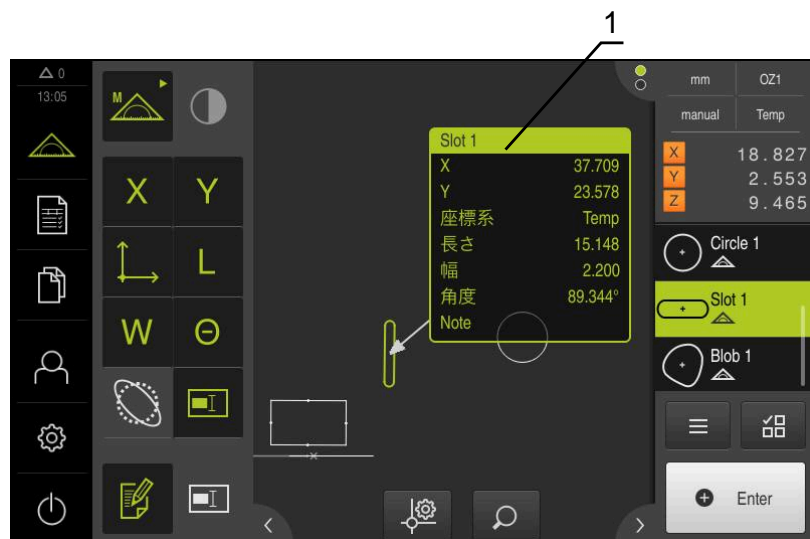 1
0
13:05
M
X
Y
L
W
Θ
Slot 1
X 37.709
Y 23.578
座標系 Temp
長さ 15.148
幅 2.200
角度 89.344°
Note
mm OZ1
manual Temp
X 18.827
Y 2.553
Z 9.465
Circle 1
Slot 1
Blob 1
Enter